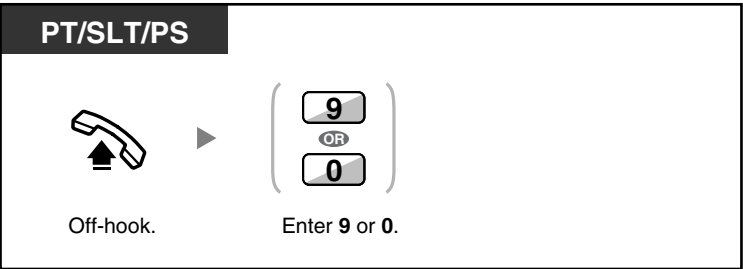 PT/SLT/PS
9
OR
0
Off-hook.
Enter 9 or 0.